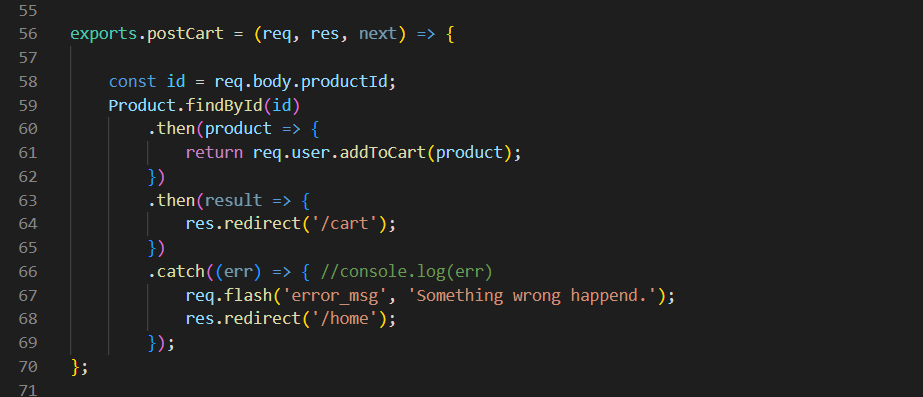 55
56 exports.postCart = (req, res, next) => {
57
58 const id = req.body.productId;
59 Product.findById(id)
60 .then(product => {
61 return req.user.addToCart(product);
62 })
63 .then(result => {
64 res.redirect('/cart');
65 })
66 .catch((err) => { //console.log(err)
67 req.flash('error_msg', 'Something wrong happend.');
68 res.redirect('/home');
69 });
70 };
71